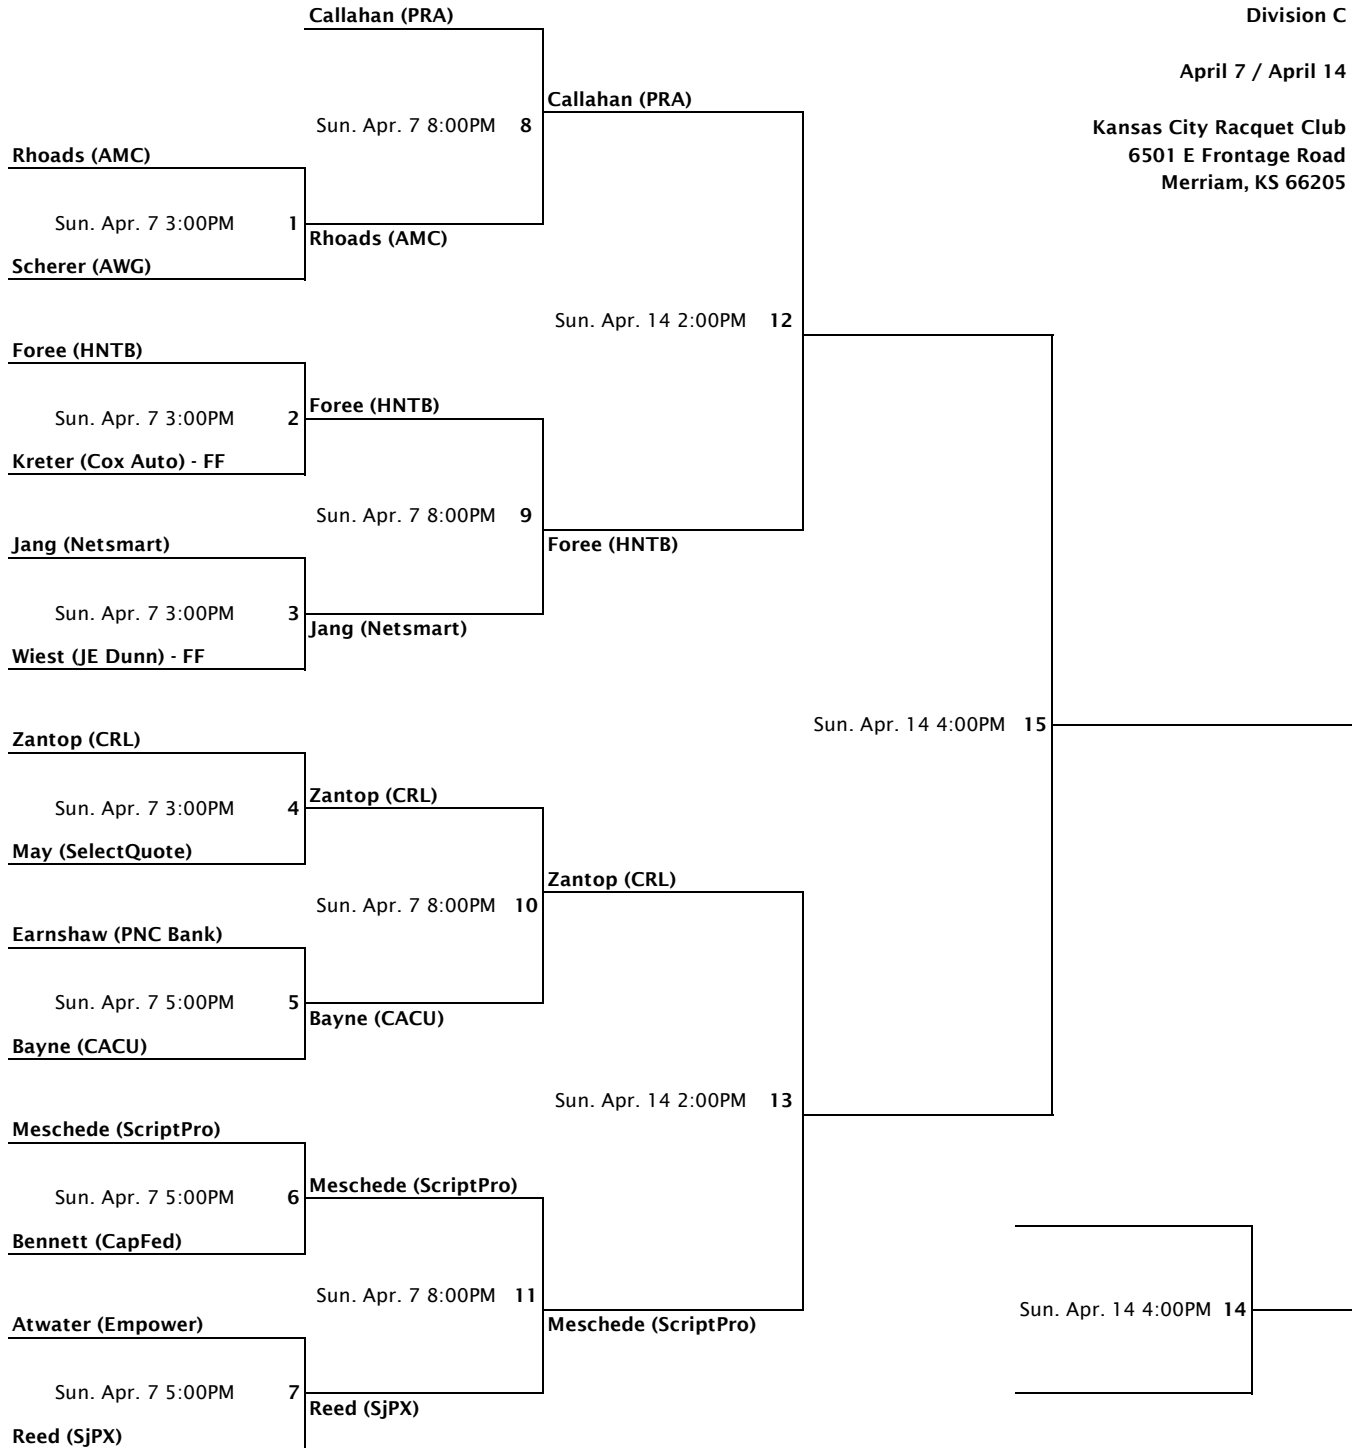 Callahan (PRA)
Division C
April 7 / April 14
Callahan (PRA)
Sun. Apr. 7 8:00PM 8
Kansas City Racquet Club
6501 E Frontage Road
Merriam, KS 66205
Rhoads (AMC)
Sun. Apr. 7 3:00PM 1
Rhoads (AMC)
Scherer (AWG)
Sun. Apr. 14 2:00PM 12
Foree (HNTB)
Foree (HNTB)
Sun. Apr. 7 3:00PM 2
Kreter (Cox Auto) - FF
Sun. Apr. 7 8:00PM 9
Jang (Netsmart)
Foree (HNTB)
Sun. Apr. 7 3:00PM 3
Jang (Netsmart)
Wiest (JE Dunn) - FF
Sun. Apr. 14 4:00PM 15
Zantop (CRL)
Zantop (CRL)
Sun. Apr. 7 3:00PM 4
May (SelectQuote)
Zantop (CRL)
Sun. Apr. 7 8:00PM 10
Earnshaw (PNC Bank)
Sun. Apr. 7 5:00PM 5
Bayne (CACU)
Bayne (CACU)
Sun. Apr. 14 2:00PM 13
Meschede (ScriptPro)
Meschede (ScriptPro)
Sun. Apr. 7 5:00PM 6
Bennett (CapFed)
Sun. Apr. 7 8:00PM 11
Sun. Apr. 14 4:00PM 14
Atwater (Empower)
Meschede (ScriptPro)
Sun. Apr. 7 5:00PM 7
Reed (SjPX)
Reed (SjPX)